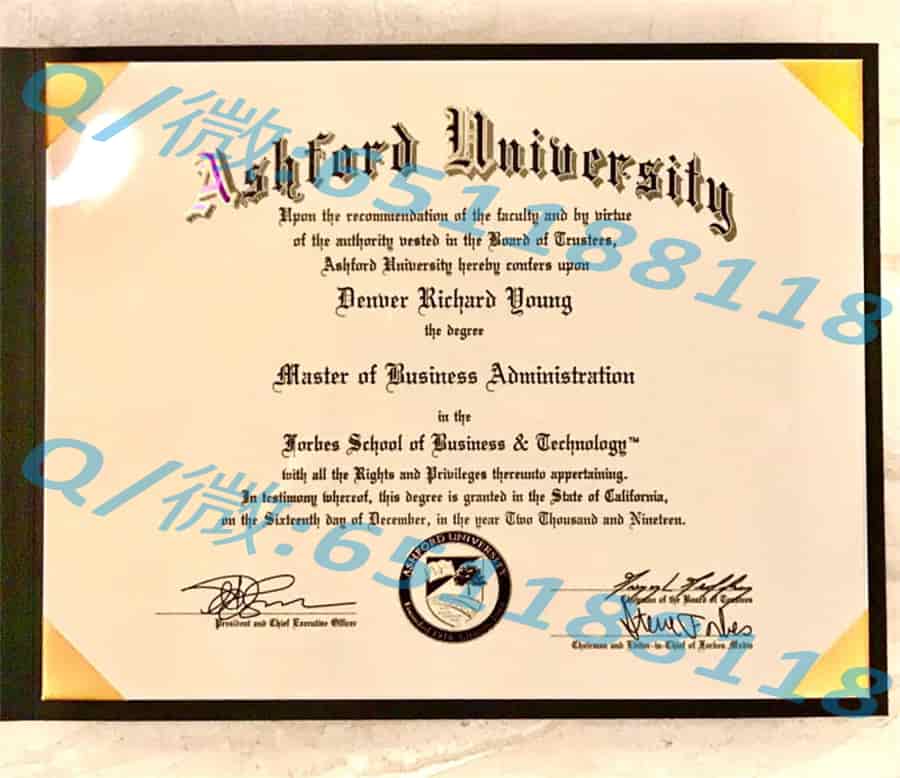 Ashford University
Upon the recommendation of the faculty and by virtue
of the authority vested in the Board of Trustees,
Ashford University hereby confers upon
Denver Richard Young
the degree
Master of Business Administration
in the
Forbes School of Business & Technology™
with all the Rights and Privileges thereunto appertaining.
In testimony whereof, this degree is granted in the State of California,
on the Sixteenth day of December, in the year Two Thousand and Nineteen.
ASHFORD UNIVERSITY
President and Chief Executive Officer
Chairman of the Board of Trustees
Steve Forbes
Chairman and Editor-in-Chief of Forbes Media
Q/微:65118 8118
Q/微:652185118